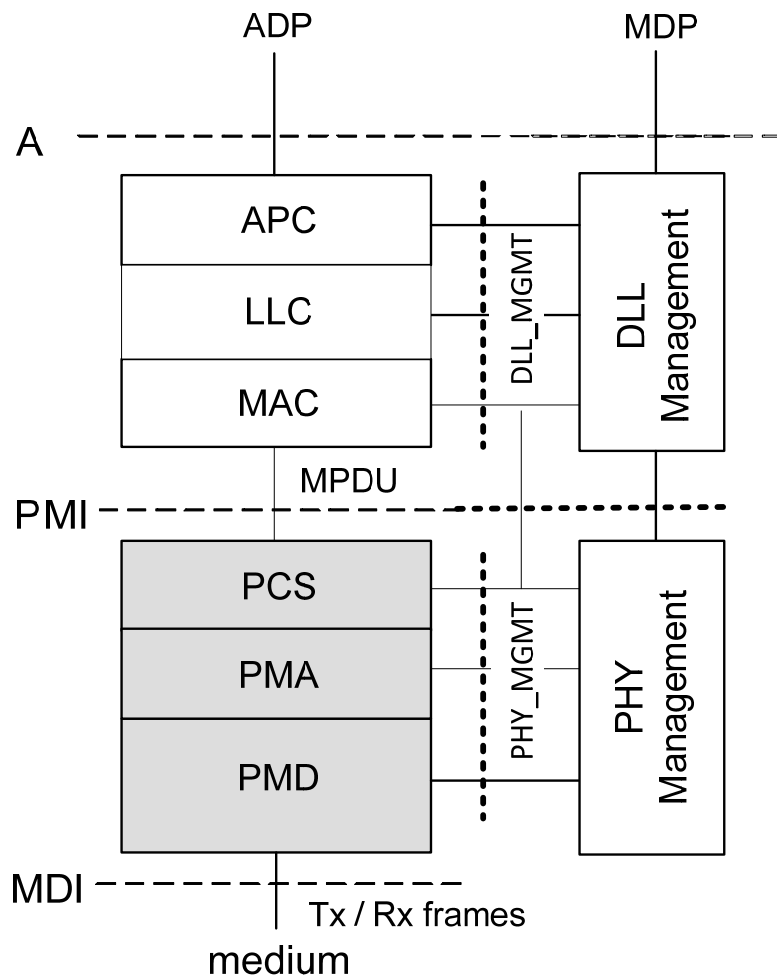 ADP
MDP
A
APC
LLC
MAC
DLL_MGMT
DLL
Management
MPDU
PMI
PCS
PMA
PMD
PHY_MGMT
PHY
Management
MDI
Tx / Rx frames
medium